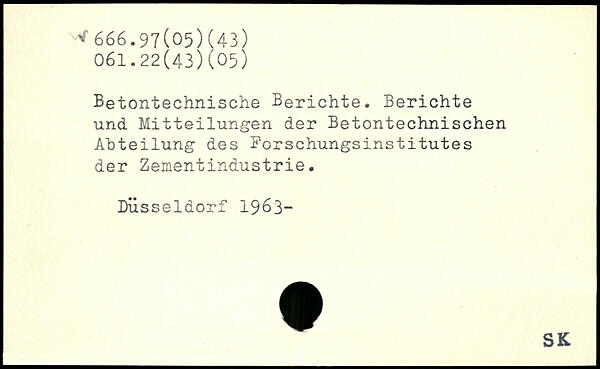 666.97(05)(43)
061.22(43)(05)
Betontechnische Berichte. Berichte
und Mitteilungen der Betontechnischen
Abteilung des Forschungsinstitutes
der Zementindustrie.
Düsseldorf 1963-
SK